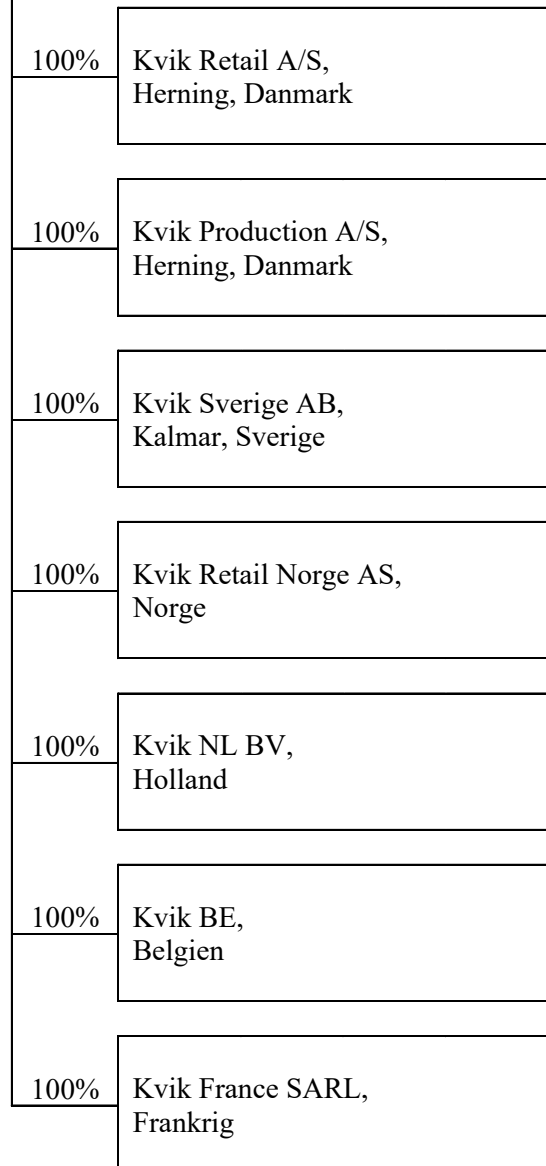 100%
Kvik Retail A/S,
Herning, Danmark
100%
Kvik Production A/S,
Herning, Danmark
100%
Kvik Sverige AB,
Kalmar, Sverige
100%
Kvik Retail Norge AS,
Norge
100%
Kvik NL BV,
Holland
100%
Kvik BE,
Belgien
100%
Kvik France SARL,
Frankrig